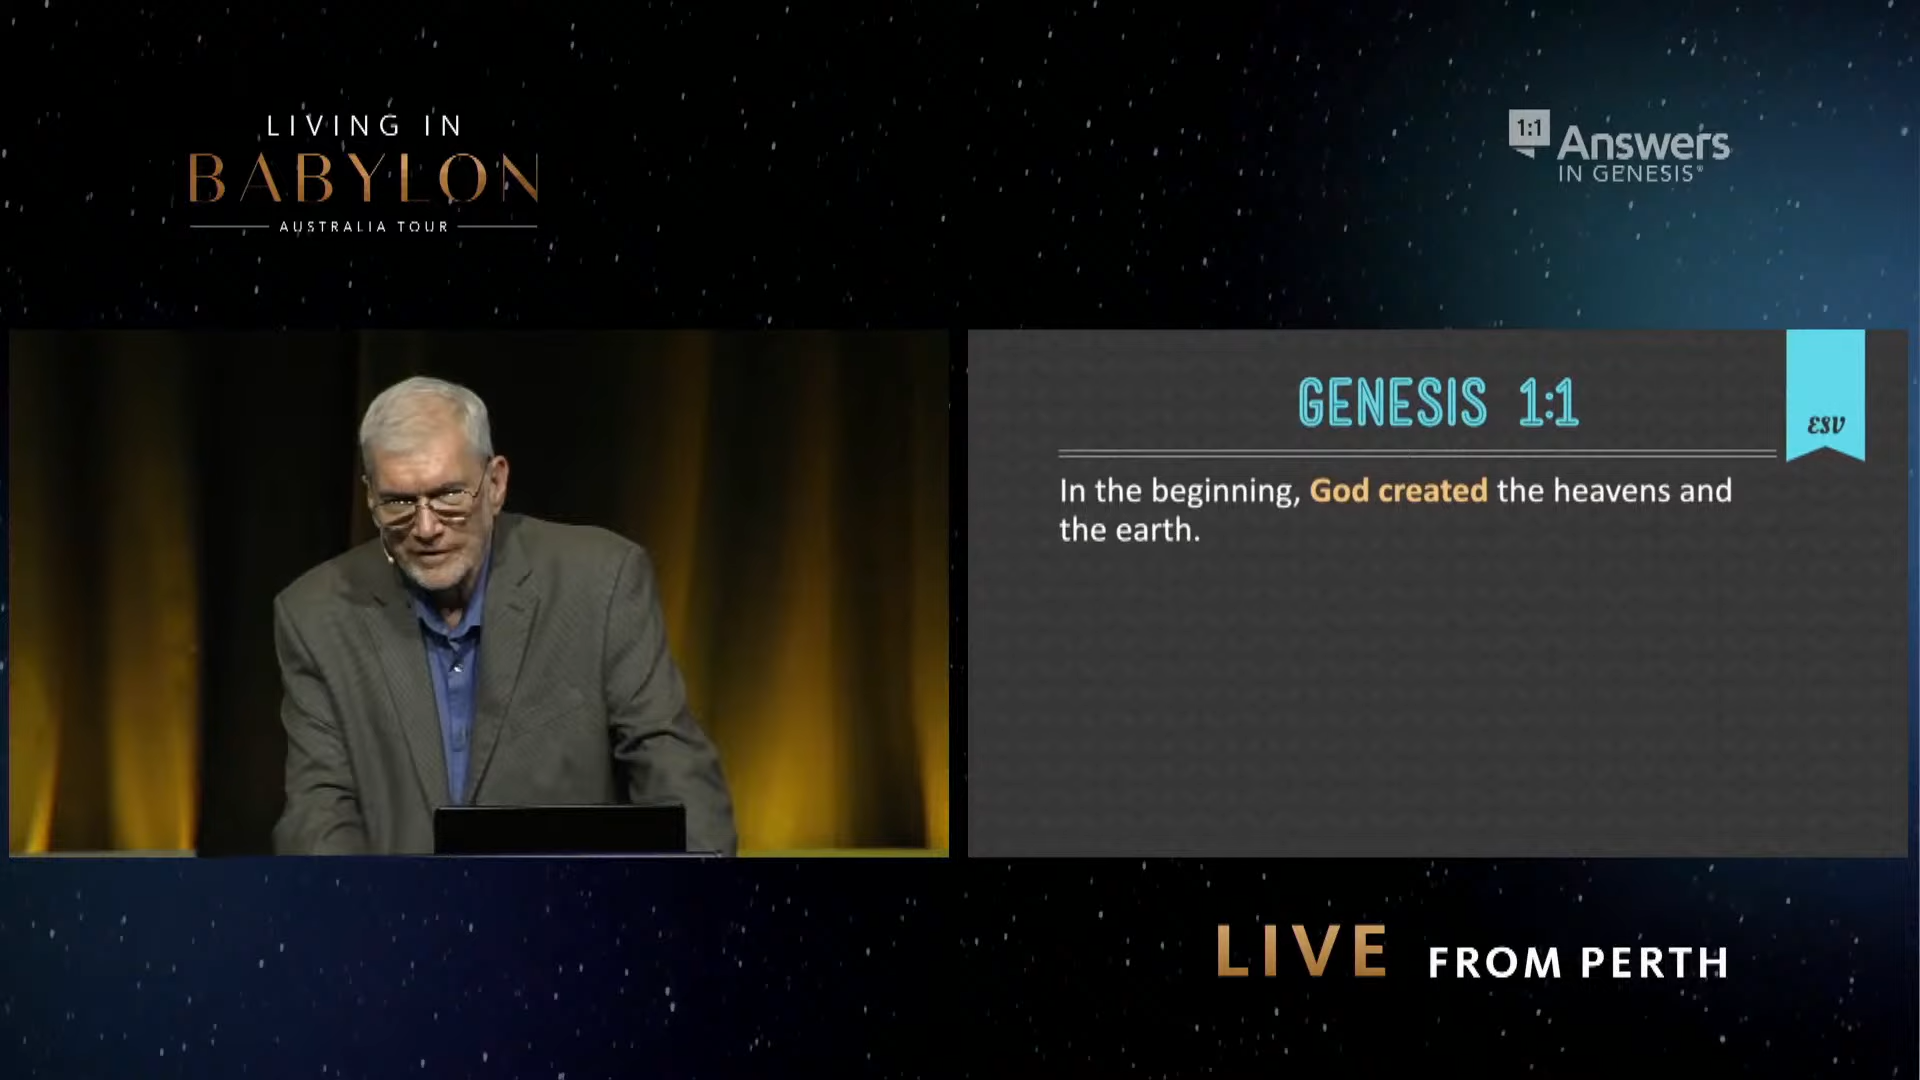 LIVING IN
BABYLON
AUSTRALIA TOUR
1:1
Answers
IN GENESIS®
GENESIS 1:1
ESV
In the beginning, God created the heavens and
the earth.
LIVE FROM PERTH